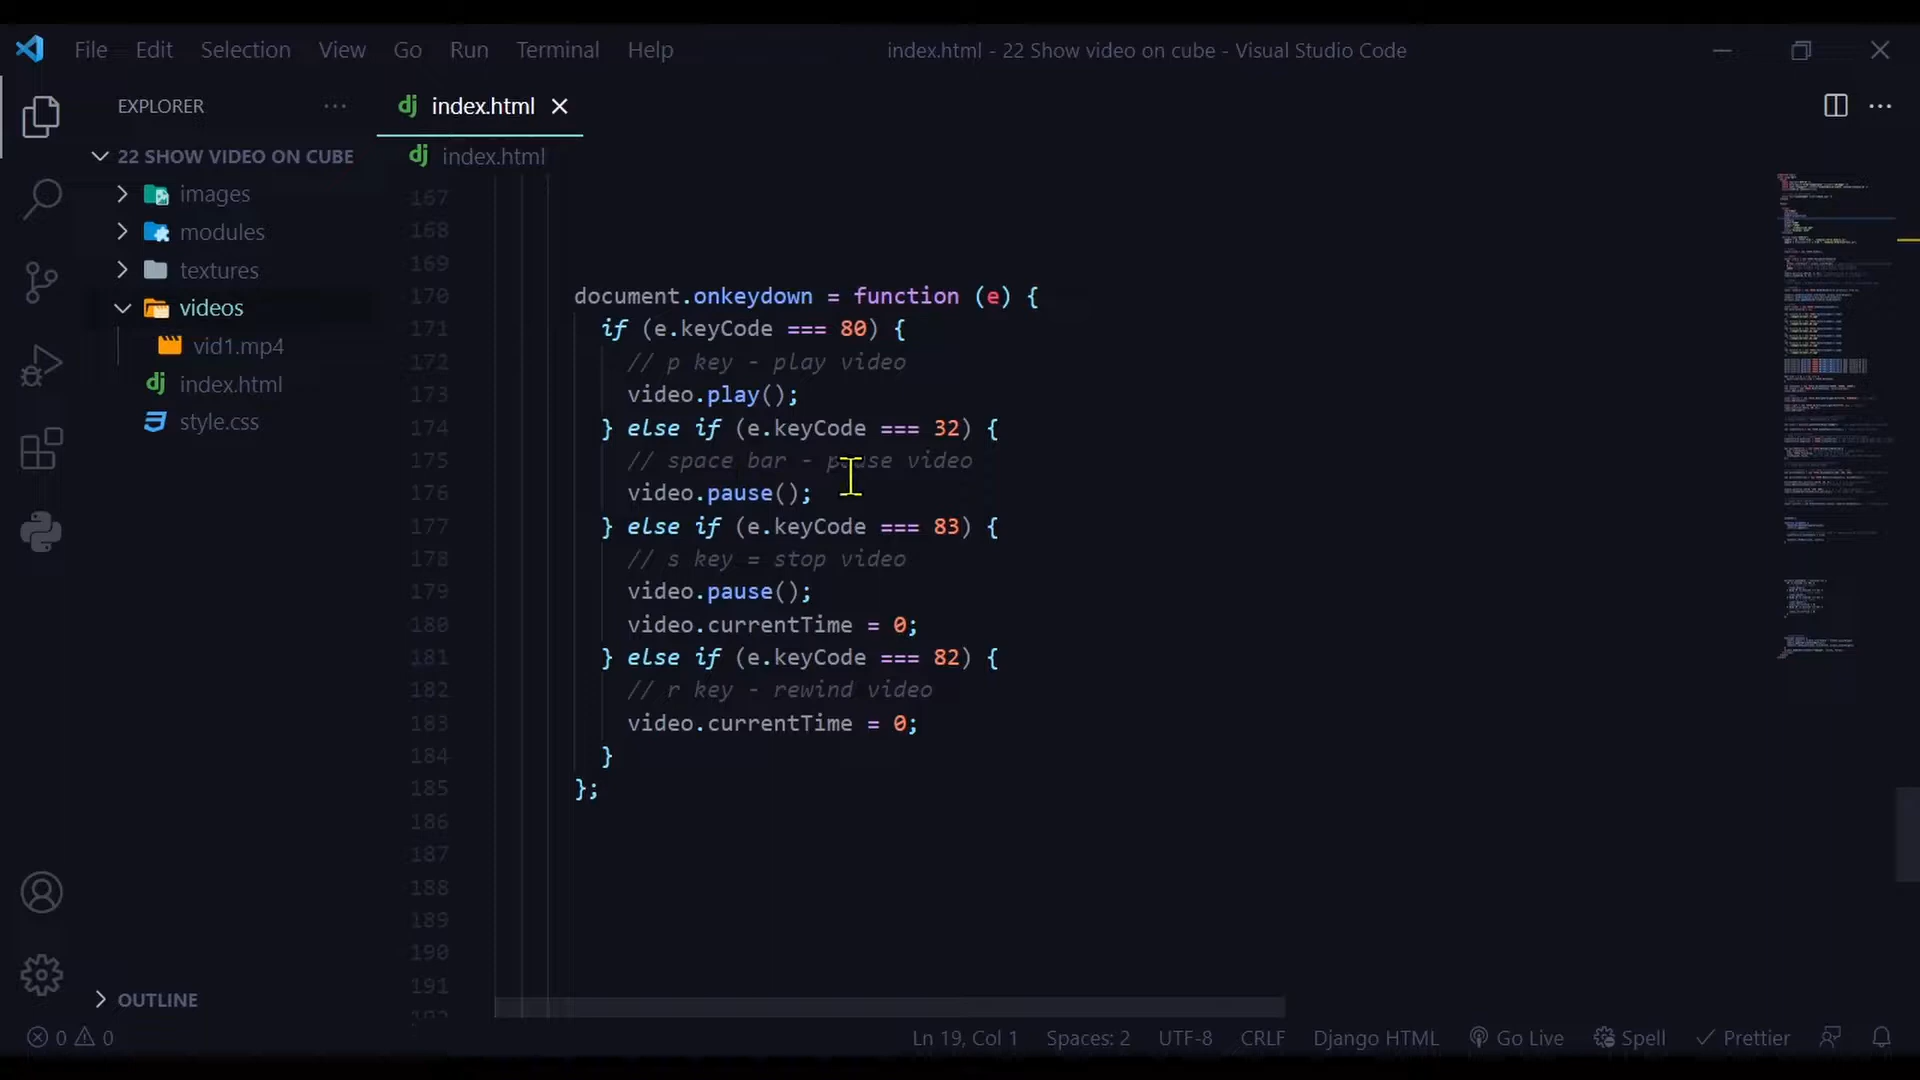 File Edit Selection View Go Run Terminal Help
index.html - 22 Show video on cube - Visual Studio Code
EXPLORER
index.html
22 SHOW VIDEO ON CUBE
images
modules
textures
videos
vid1.mp4
index.html
style.css
OUTLINE
index.html
167
168
169
170 document.onkeydown = function (e) {
171 if (e.keyCode === 80) {
172 // p key - play video
173 video.play();
174 } else if (e.keyCode === 32) {
175 // space bar - pause video
176 video.pause();
177 } else if (e.keyCode === 83) {
178 // s key = stop video
179 video.pause();
180 video.currentTime = 0;
181 } else if (e.keyCode === 82) {
182 // r key - rewind video
183 video.currentTime = 0;
184 }
185 };
186
187
188
189
190
191
0 0 Ln 19, Col 1 Spaces: 2 UTF-8 CRLF Django HTML Go Live Spell Prettier